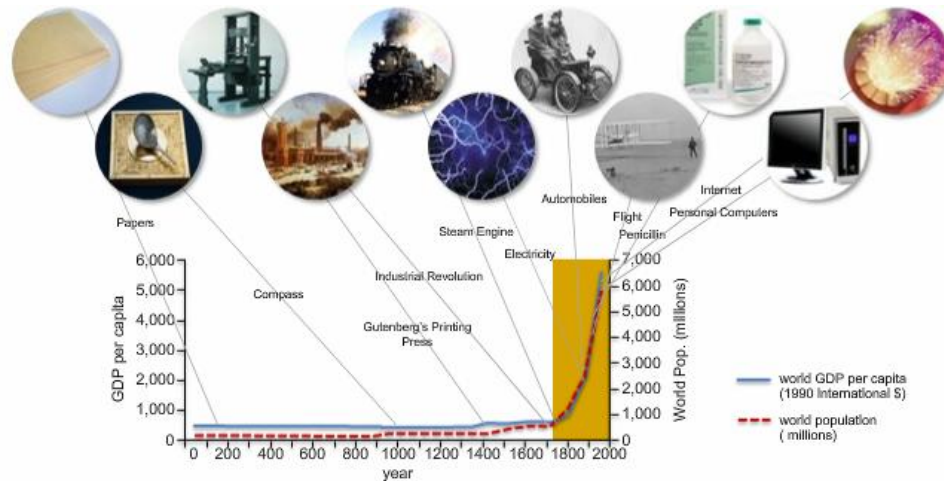 Papers
Compass
Industrial Revolution
Gutenberg's Printing
Press
Steam Engine
Electricity
Automobiles
Flight
Penicillin
Internet
Personal Computers
GDP per capita
6,000
5,000
4,000
3,000
2,000
1,000
0
World Pop. (millions)
7,000
6,000
5,000
4,000
3,000
2,000
1,000
0
0 200 400 600 800 1000 1200 1400 1600 1800 2000
year
world GDP per capita
(1990 International $)
world population
( millions)